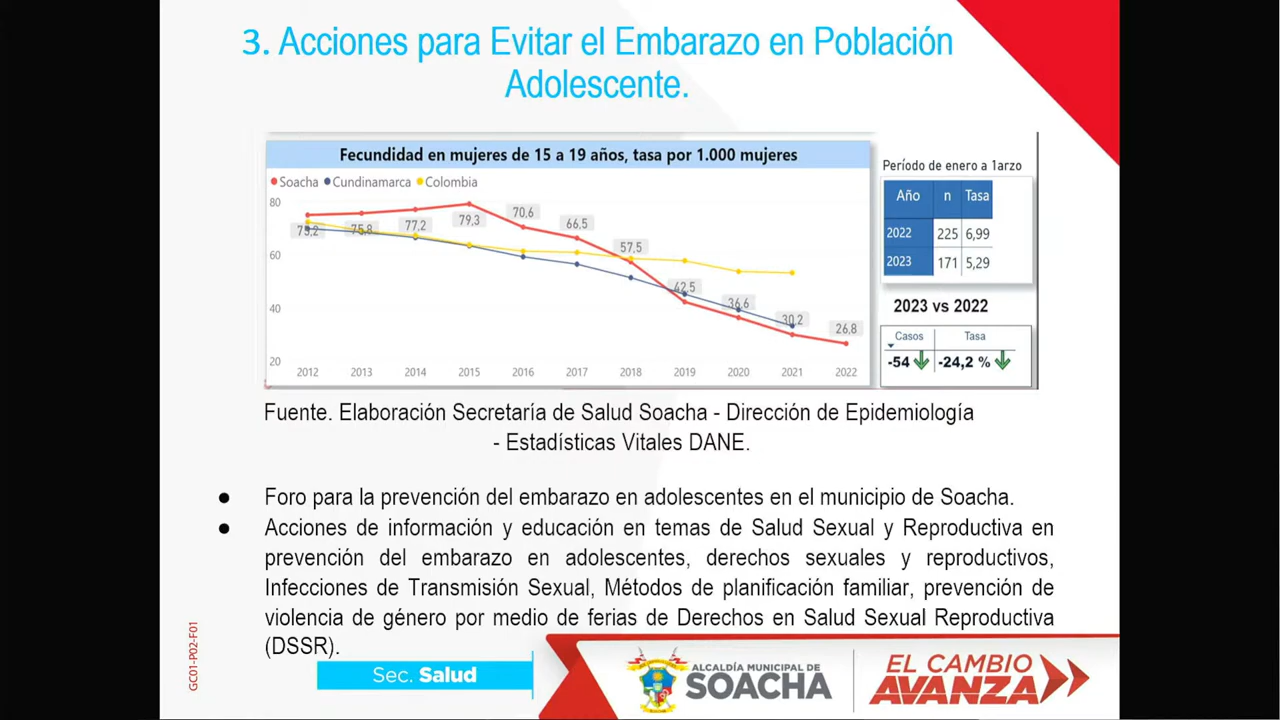 3. Acciones para Evitar el Embarazo en Población
Adolescente.
Fecundidad en mujeres de 15 a 19 años, tasa por 1.000 mujeres
Soacha Cundinamarca Colombia
80
60
40
20
75,2 75,8 77,2 79,3 70,6 66,5 57,5 42,5 36,6 30,2 26,8
2012 2013 2014 2015 2016 2017 2018 2019 2020 2021 2022
Período de enero a 1arzo
Año n Tasa
2022 225 6,99
2023 171 5,29
2023 vs 2022
Casos Tasa
-54 -24,2 %
Fuente. Elaboración Secretaría de Salud Soacha - Dirección de Epidemiología
- Estadísticas Vitales DANE.
● Foro para la prevención del embarazo en adolescentes en el municipio de Soacha.
● Acciones de información y educación en temas de Salud Sexual y Reproductiva en
prevención del embarazo en adolescentes, derechos sexuales y reproductivos,
Infecciones de Transmisión Sexual, Métodos de planificación familiar, prevención de
violencia de género por medio de ferias de Derechos en Salud Sexual Reproductiva
(DSSR).
GC01-P02-F01
Sec. Salud
ALCALDÍA MUNICIPAL DE
SOACHA
EL CAMBIO
AVANZA